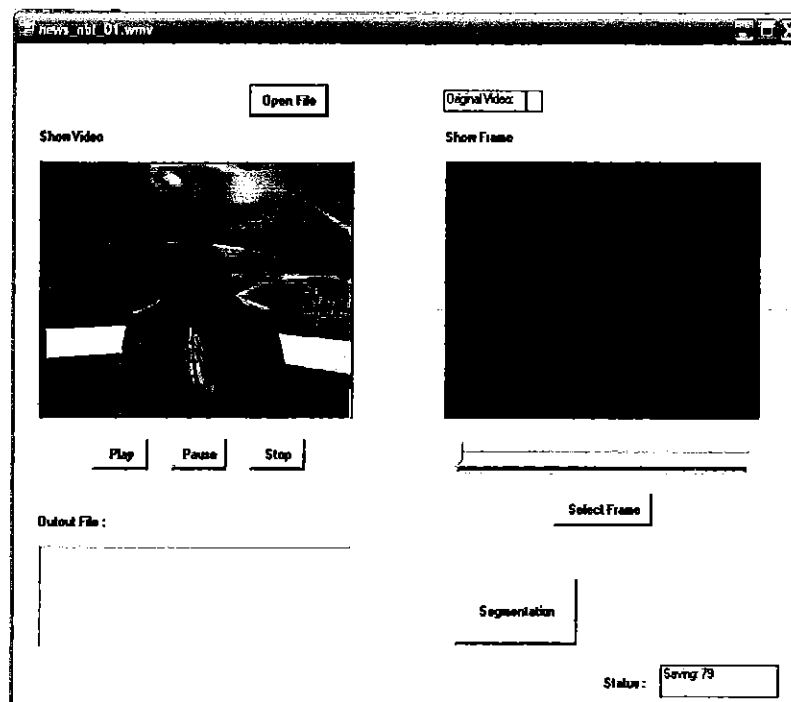 news_nbt_01.wmv
Open File
Original Video:
Show Video
Show Frame
Play
Pause
Stop
Select Frame
Output File :
Segmentation
Status :
Saving: 79